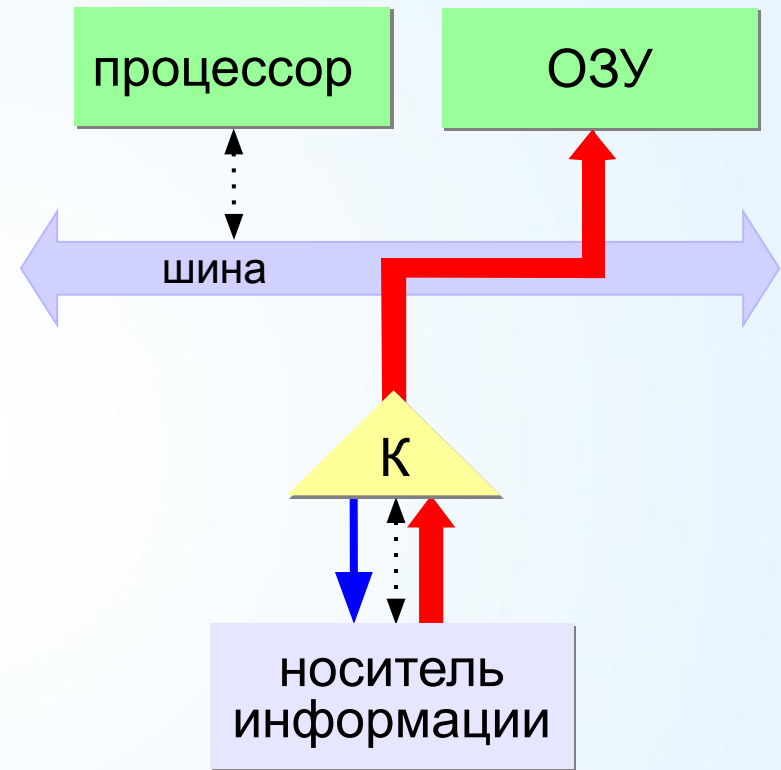 процессор
ОЗУ
шина
К
носитель
информации